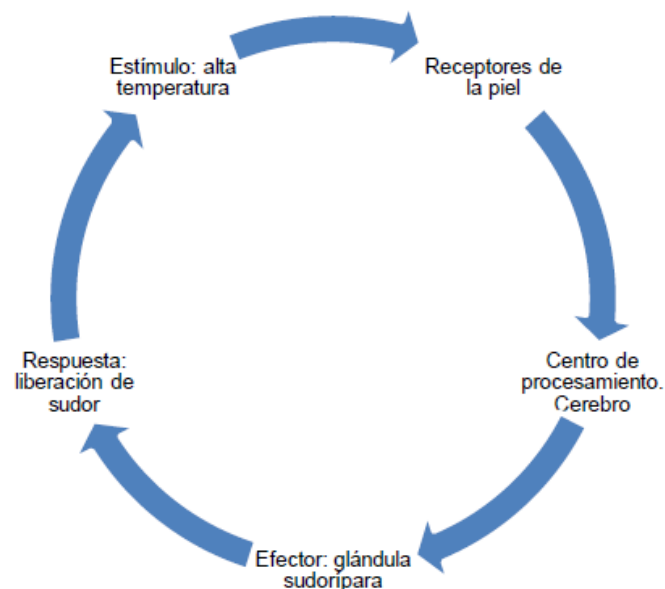 Estímulo: alta
temperatura
Receptores de
la piel
Centro de
procesamiento.
Cerebro
Efector: glándula
sudorípara
Respuesta:
liberación de
sudor